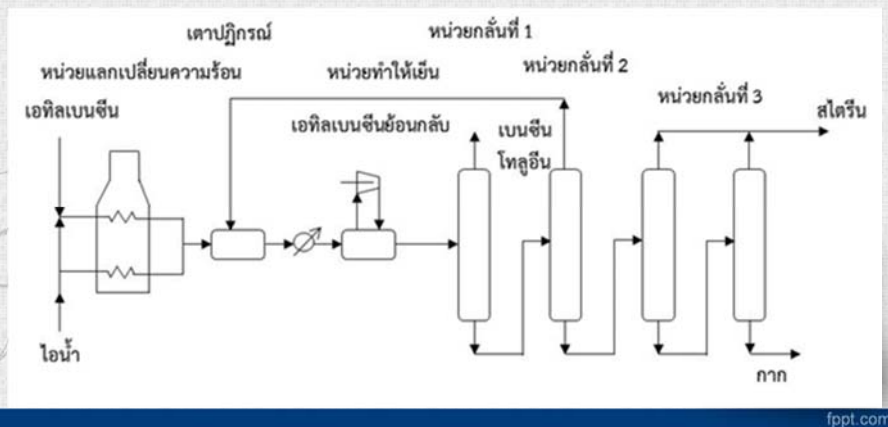 เตาปฏิกรณ์
หน่วยกลั่นที่ 1
หน่วยแลกเปลี่ยนความร้อน
หน่วยทำให้เย็น
หน่วยกลั่นที่ 2
หน่วยกลั่นที่ 3
เอทิลเบนซีน
เอทิลเบนซีนย้อนกลับ
เบนซีน
โทลูอีน
สไตรีน
ไอน้ำ
กาก
fppt.com